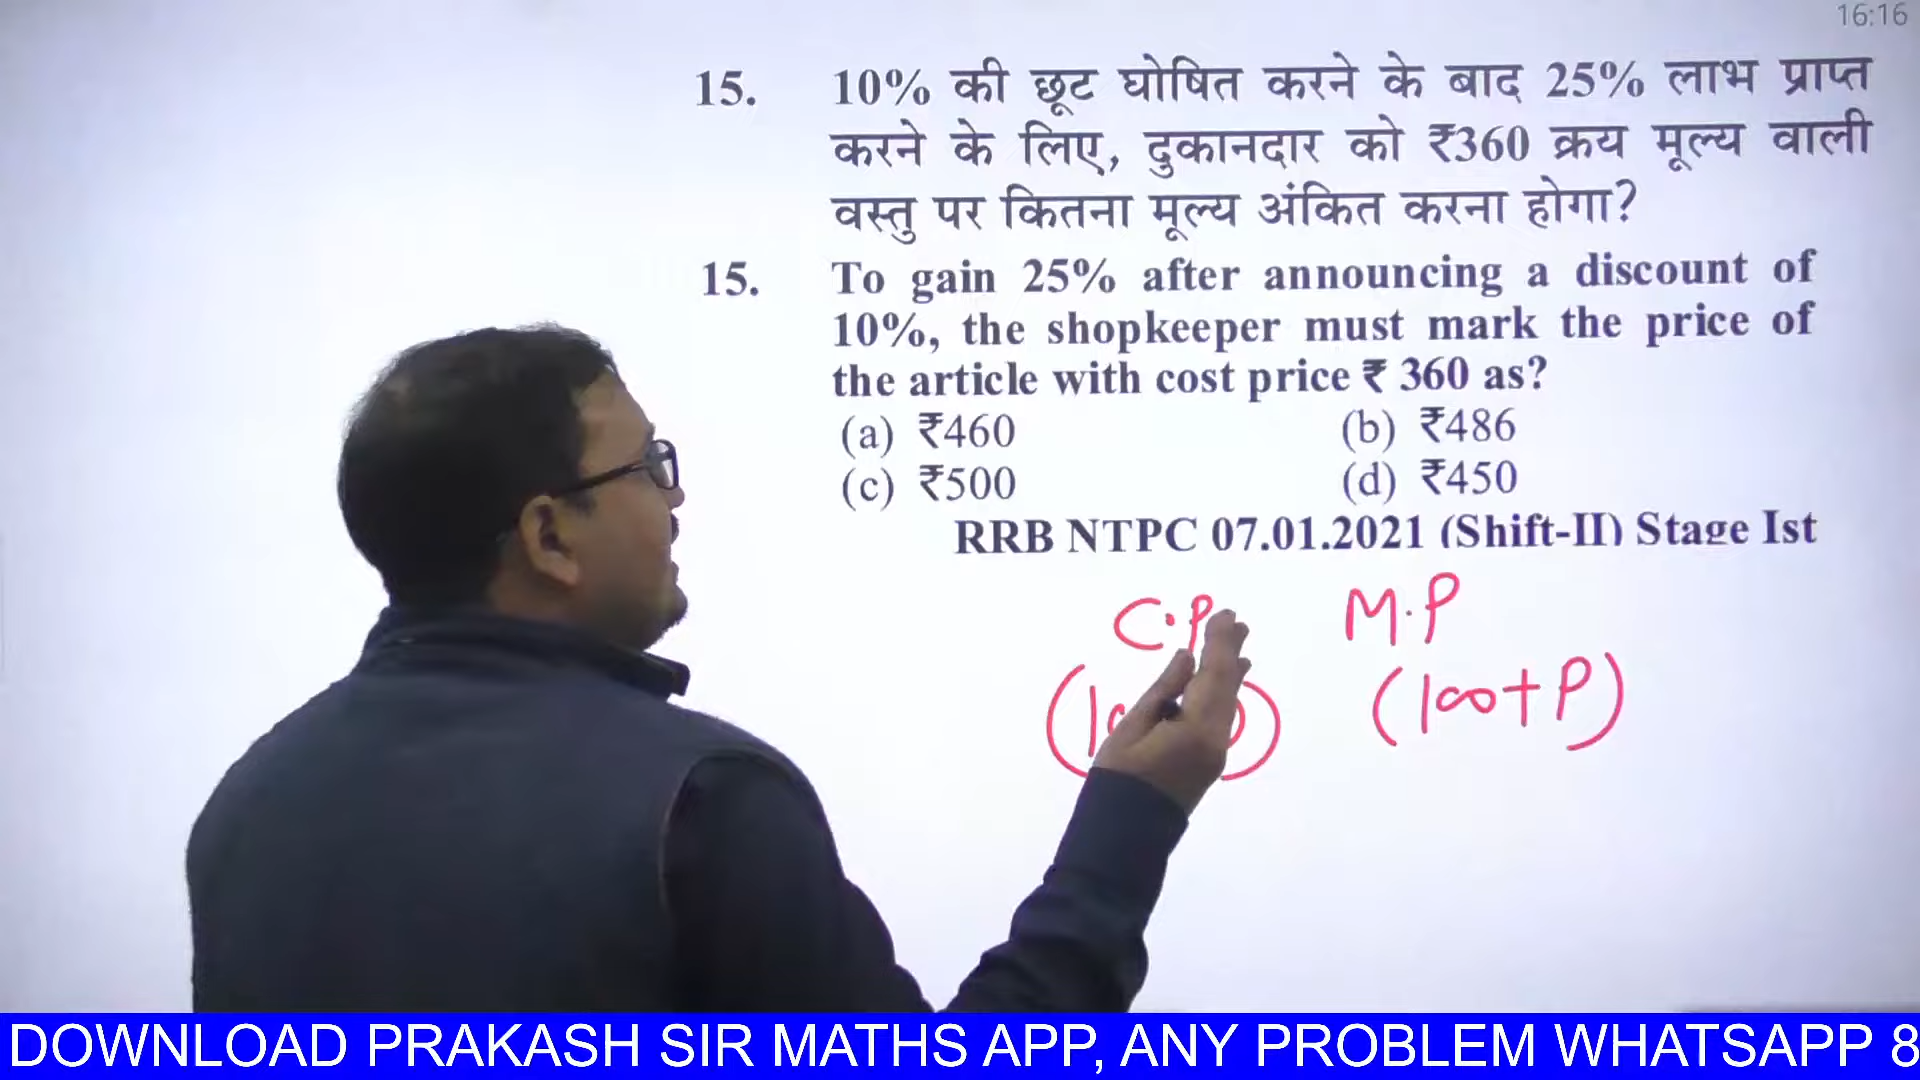 16:16
15. 10% की छूट घोषित करने के बाद 25% लाभ प्राप्त
करने के लिए, दुकानदार को ₹360 क्रय मूल्य वाली
वस्तु पर कितना मूल्य अंकित करना होगा?
15. To gain 25% after announcing a discount of
10%, the shopkeeper must mark the price of
the article with cost price ₹ 360 as?
(a) ₹460 (b) ₹486
(c) ₹500 (d) ₹450
RRB NTPC 07.01.2021 (Shift-II) Stage Ist
C.P M.P
(100+P)
DOWNLOAD PRAKASH SIR MATHS APP, ANY PROBLEM WHATSAPP 8